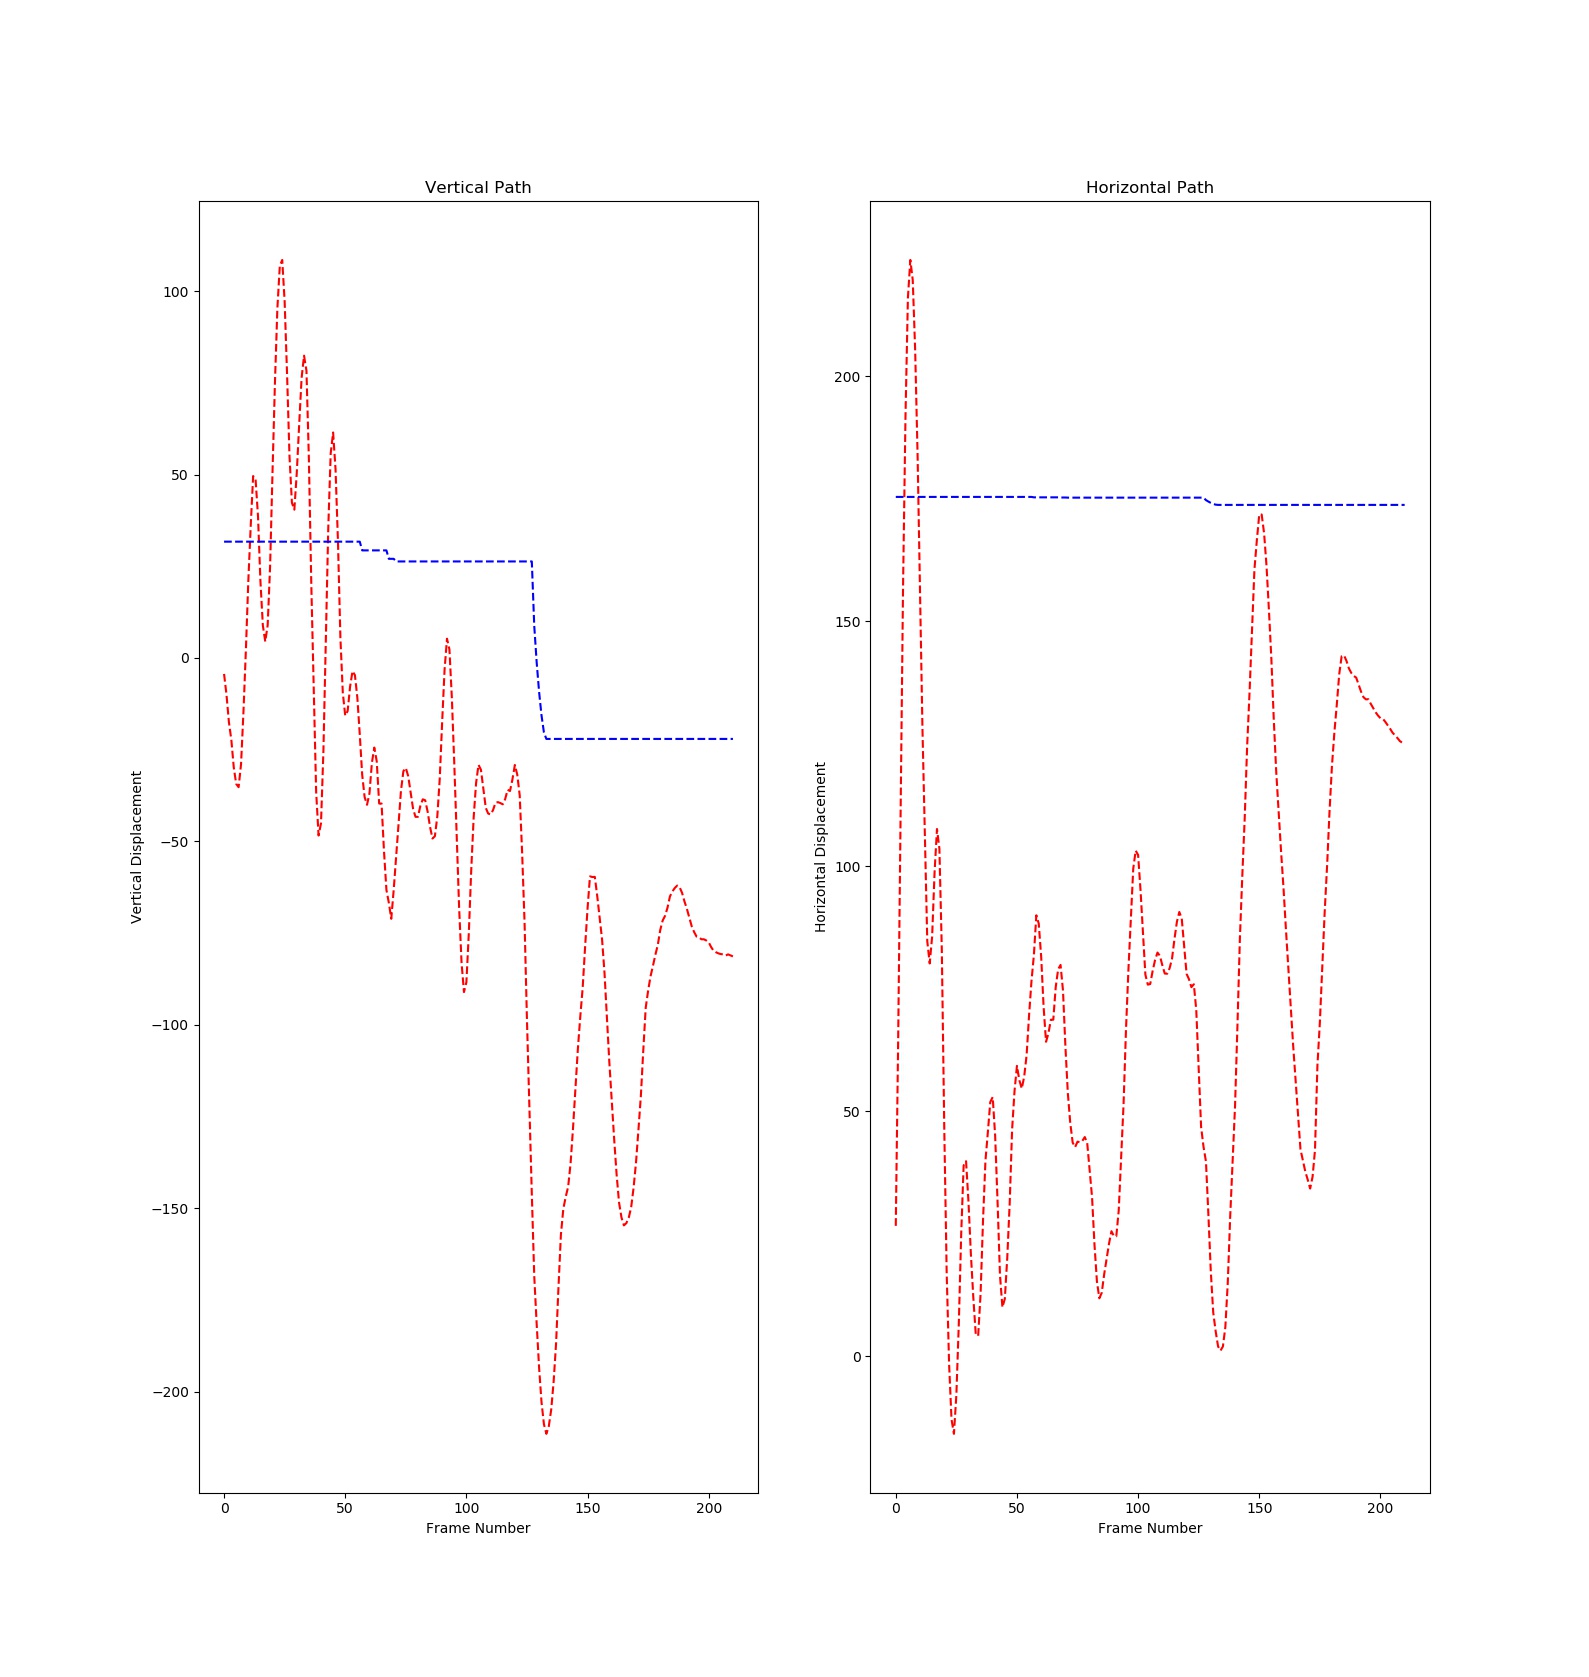 Vertical Path
100
50
0
−50
−100
−150
−200
Vertical Displacement
0 50 100 150 200
Frame Number
Horizontal Path
200
150
100
50
0
Horizontal Displacement
0 50 100 150 200
Frame Number